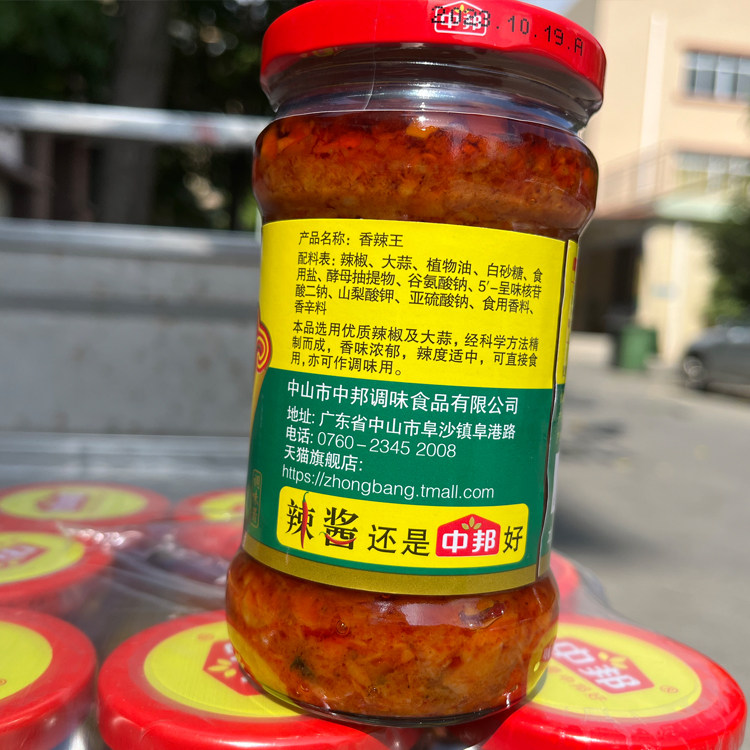 2023.10.19.A
中邦
产品名称：香辣王
配料表：辣椒、大蒜、植物油、白砂糖、食
用盐、酵母抽提物、谷氨酸钠、5′-呈味核苷
酸二钠、山梨酸钾、亚硫酸钠、食用香料、
香辛料
本品选用优质辣椒及大蒜，经科学方法精
制而成，香味浓郁，辣度适中，可直接食
用，亦可作调味用。
中山市中邦调味食品有限公司
地址：广东省中山市阜沙镇阜港路
电话：0760-2345 2008
天猫旗舰店：
https://zhongbang.tmall.com
辣酱还是中邦好
中邦